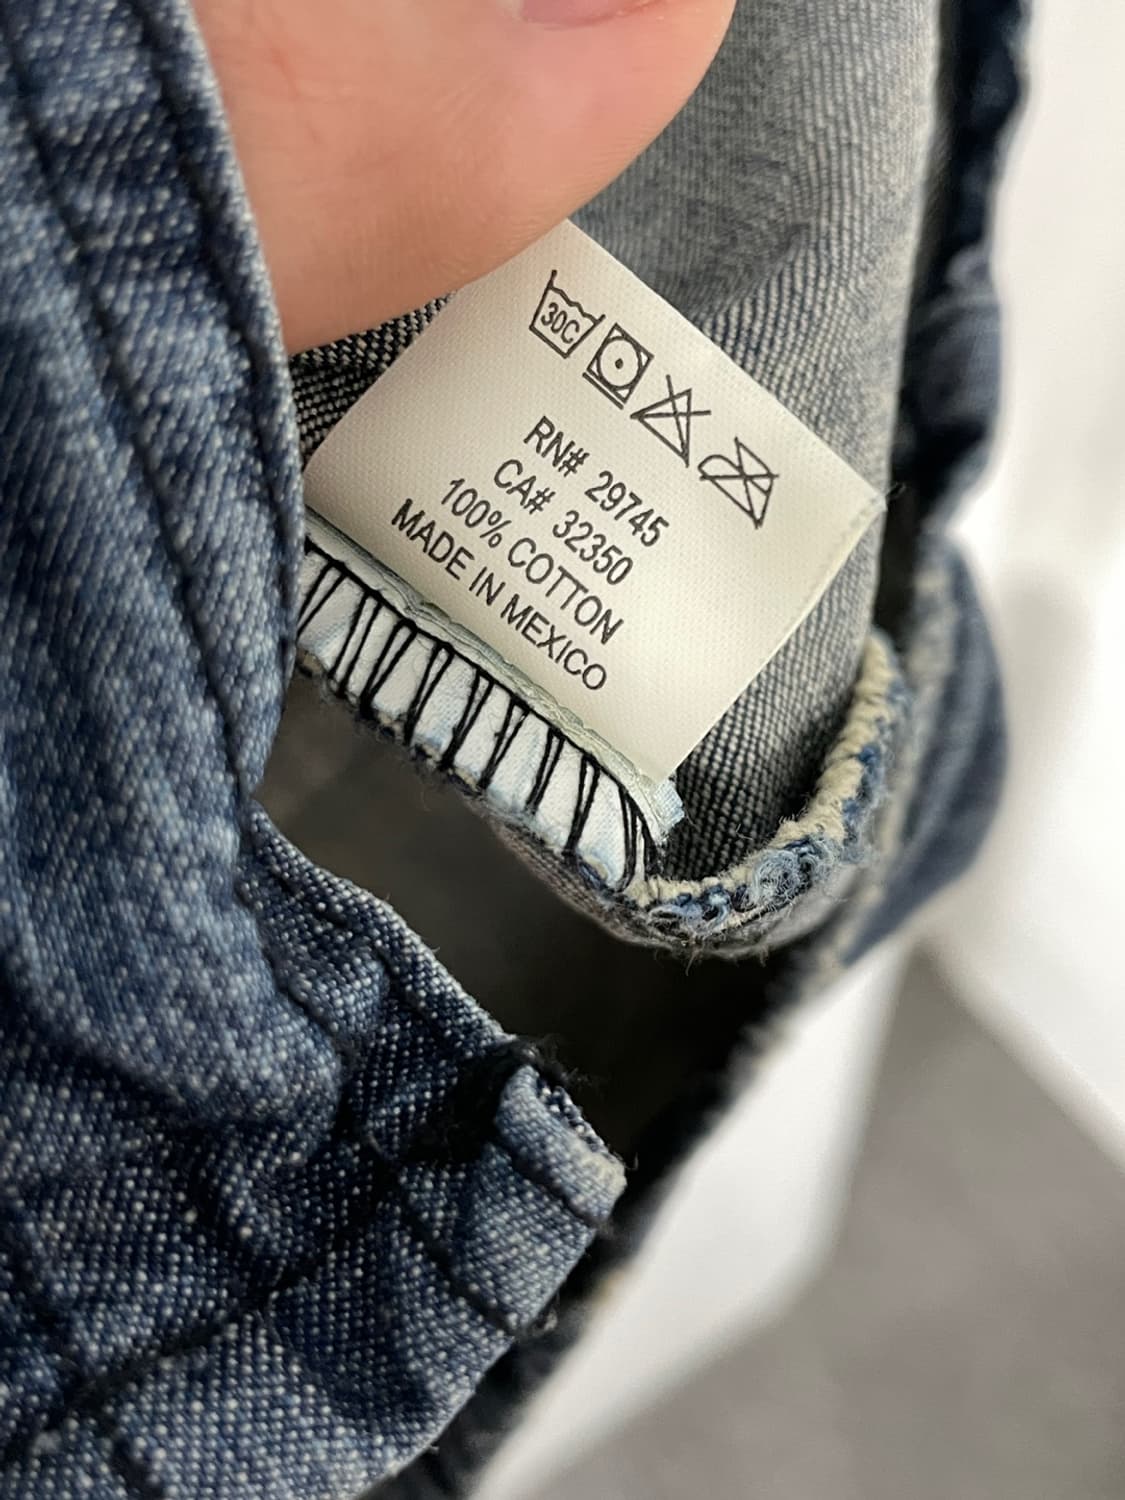 30C
RN# 29745
CA# 32350
100% COTTON
MADE IN MEXICO